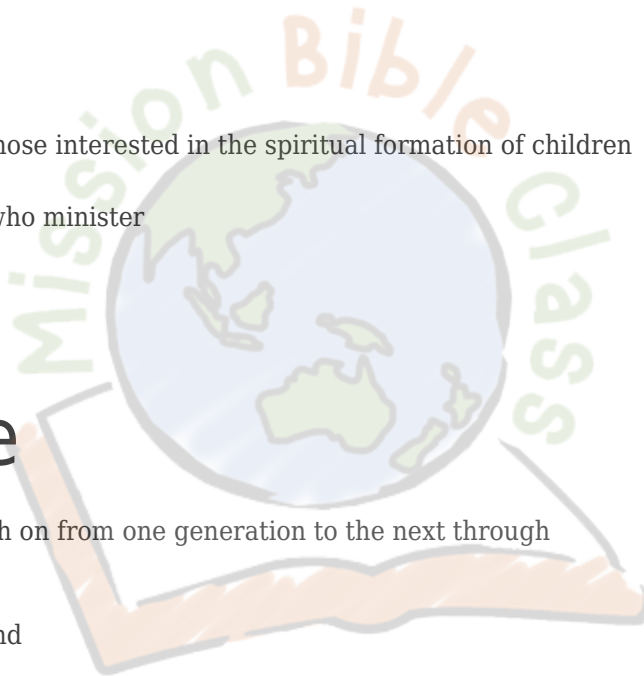 Mission Bible Class
hose interested in the spiritual formation of children
who minister
e
h on from one generation to the next through
nd